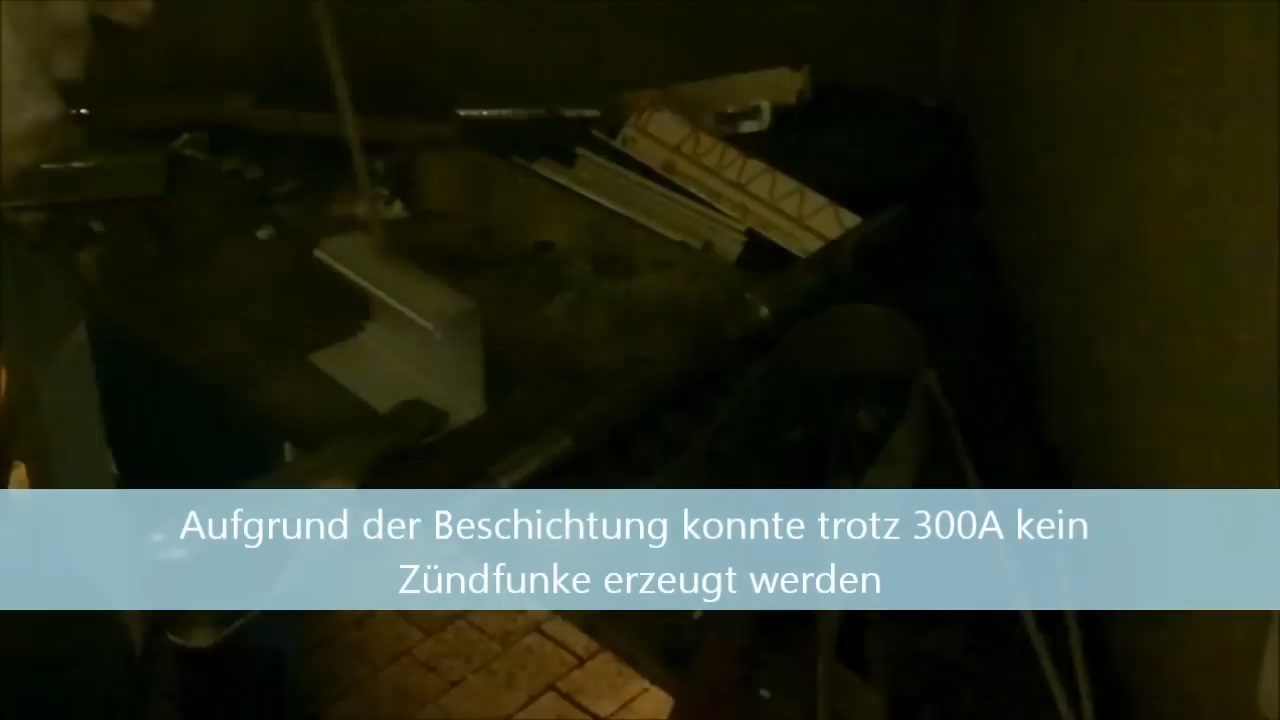 Aufgrund der Beschichtung konnte trotz 300A kein
Zündfunke erzeugt werden